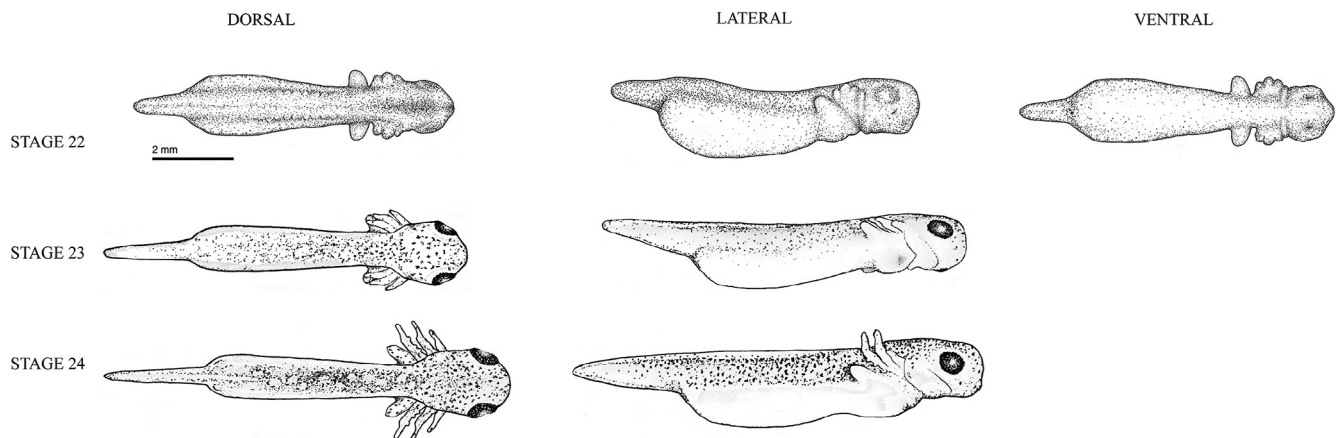 DORSAL
LATERAL
VENTRAL
STAGE 22
2 mm
STAGE 23
STAGE 24